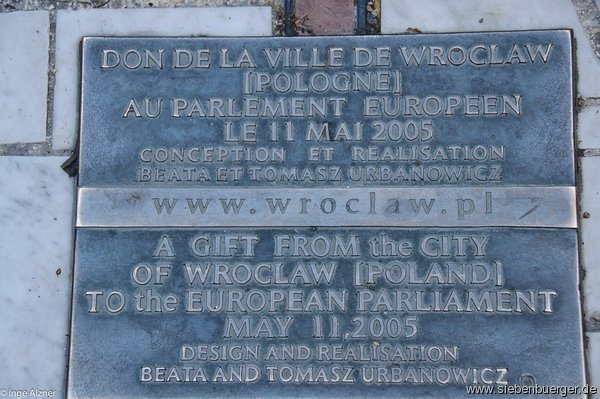 DON DE LA VILLE DE WROCLAW
[POLOGNE]
AU PARLEMENT EUROPEEN
LE 11 MAI 2005
CONCEPTION ET REALISATION
BEATA ET TOMASZ URBANOWICZ
www.wroclaw.pl
A GIFT FROM the CITY
OF WROCLAW [POLAND]
TO the EUROPEAN PARLIAMENT
MAY 11,2005
DESIGN AND REALISATION
BEATA AND TOMASZ URBANOWICZ
© Inge Alzner
© www.siebenbuerger.de